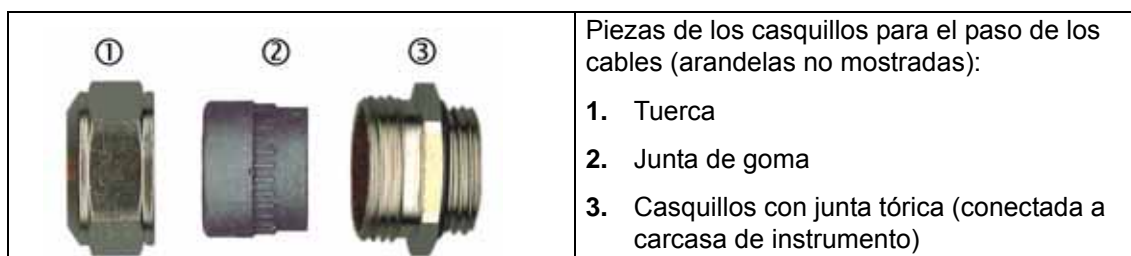 ① ② ③
Piezas de los casquillos para el paso de los
cables (arandelas no mostradas):
1. Tuerca
2. Junta de goma
3. Casquillos con junta tórica (conectada a
carcasa de instrumento)